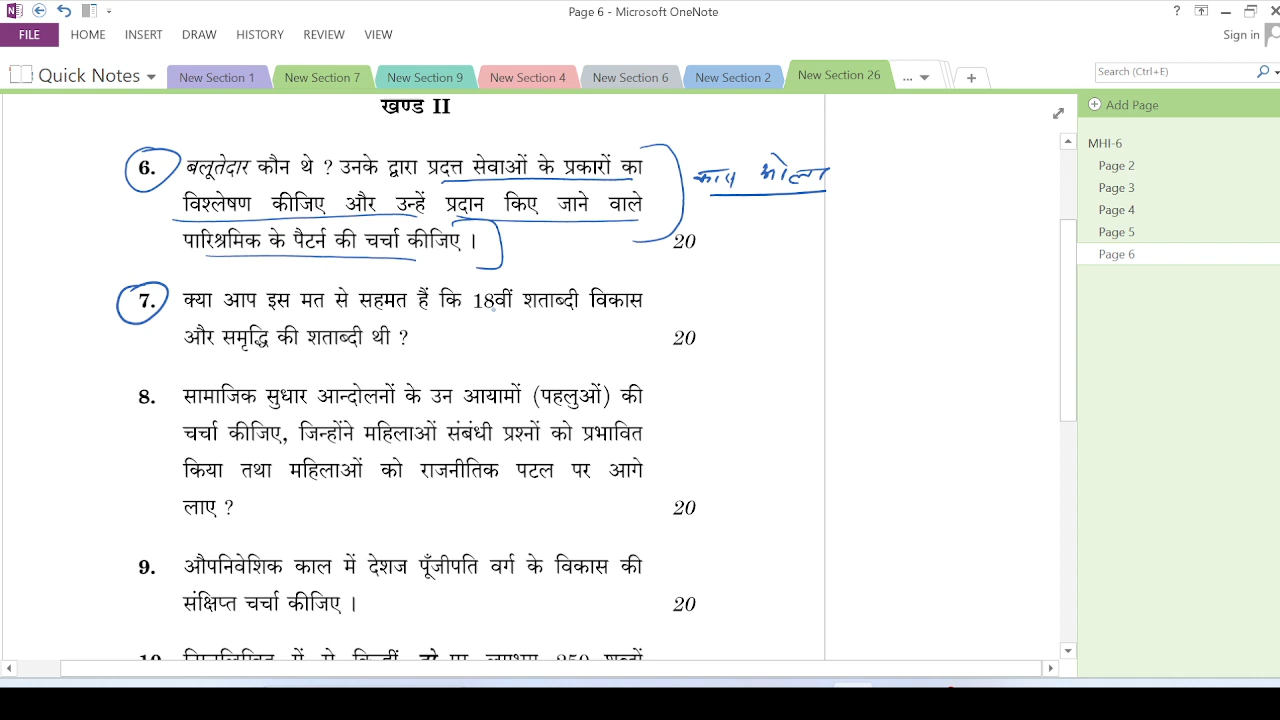 Page 6 - Microsoft OneNote
?
FILE HOME INSERT DRAW HISTORY REVIEW VIEW
Sign in
Quick Notes New Section 1 New Section 7 New Section 9 New Section 4 New Section 6 New Section 2 New Section 26 ... +
Search (Ctrl+E)
Add Page
MHI-6
Page 2
Page 3
Page 4
Page 5
Page 6
खण्ड II
6. बलूतेदार कौन थे ? उनके द्वारा प्रदत्त सेवाओं के प्रकारों का
विश्लेषण कीजिए और उन्हें प्रदान किए जाने वाले
पारिश्रमिक के पैटर्न की चर्चा कीजिए । 20
7. क्या आप इस मत से सहमत हैं कि 18वीं शताब्दी विकास
और समृद्धि की शताब्दी थी ? 20
8. सामाजिक सुधार आन्दोलनों के उन आयामों (पहलुओं) की
चर्चा कीजिए, जिन्होंने महिलाओं संबंधी प्रश्नों को प्रभावित
किया तथा महिलाओं को राजनीतिक पटल पर आगे
लाए ? 20
9. औपनिवेशिक काल में देशज पूँजीपति वर्ग के विकास की
संक्षिप्त चर्चा कीजिए । 20